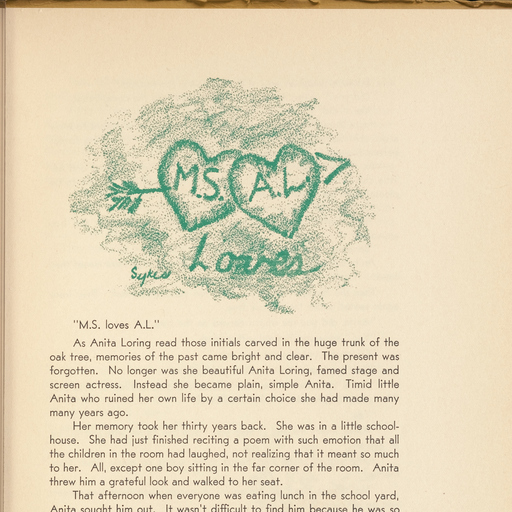 M.S. A.L.
Loaves
Sykes
"M.S. loves A.L."
As Anita Loring read those initials carved in the huge trunk of the
oak tree, memories of the past came bright and clear. The present was
forgotten. No longer was she beautiful Anita Loring, famed stage and
screen actress. Instead she became plain, simple Anita. Timid little
Anita who ruined her own life by a certain choice she had made many
many years ago.
Her memory took her thirty years back. She was in a little school-
house. She had just finished reciting a poem with such emotion that all
the children in the room had laughed, not realizing that it meant so much
to her. All, except one boy sitting in the far corner of the room. Anita
threw him a grateful look and walked to her seat.
That afternoon when everyone was eating lunch in the school yard,
Anita sought him out. It wasn't difficult to find him because he was so